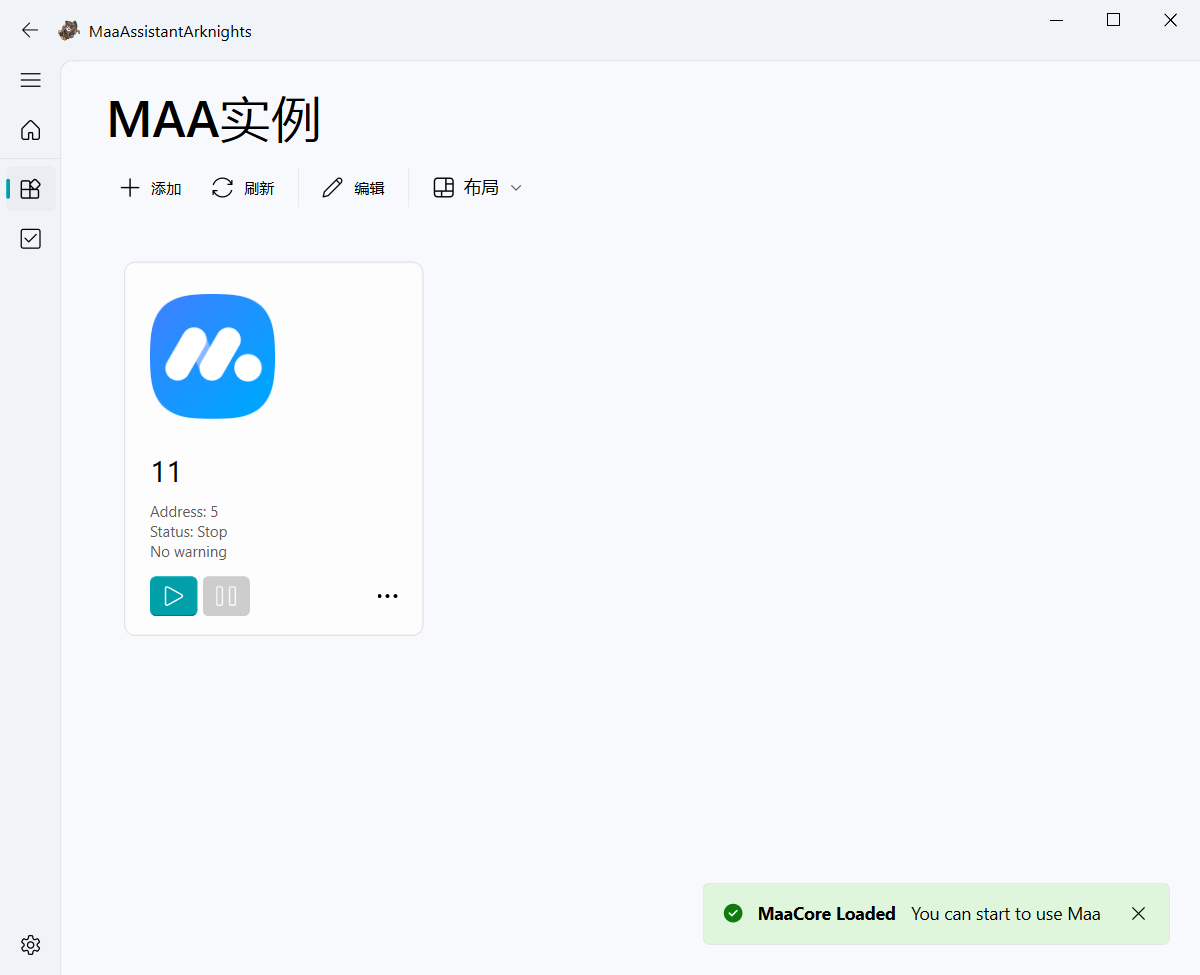 MaaAssistantArknights
MAA实例
添加 刷新 编辑 布局
11
Address: 5
Status: Stop
No warning
MaaCore Loaded You can start to use Maa